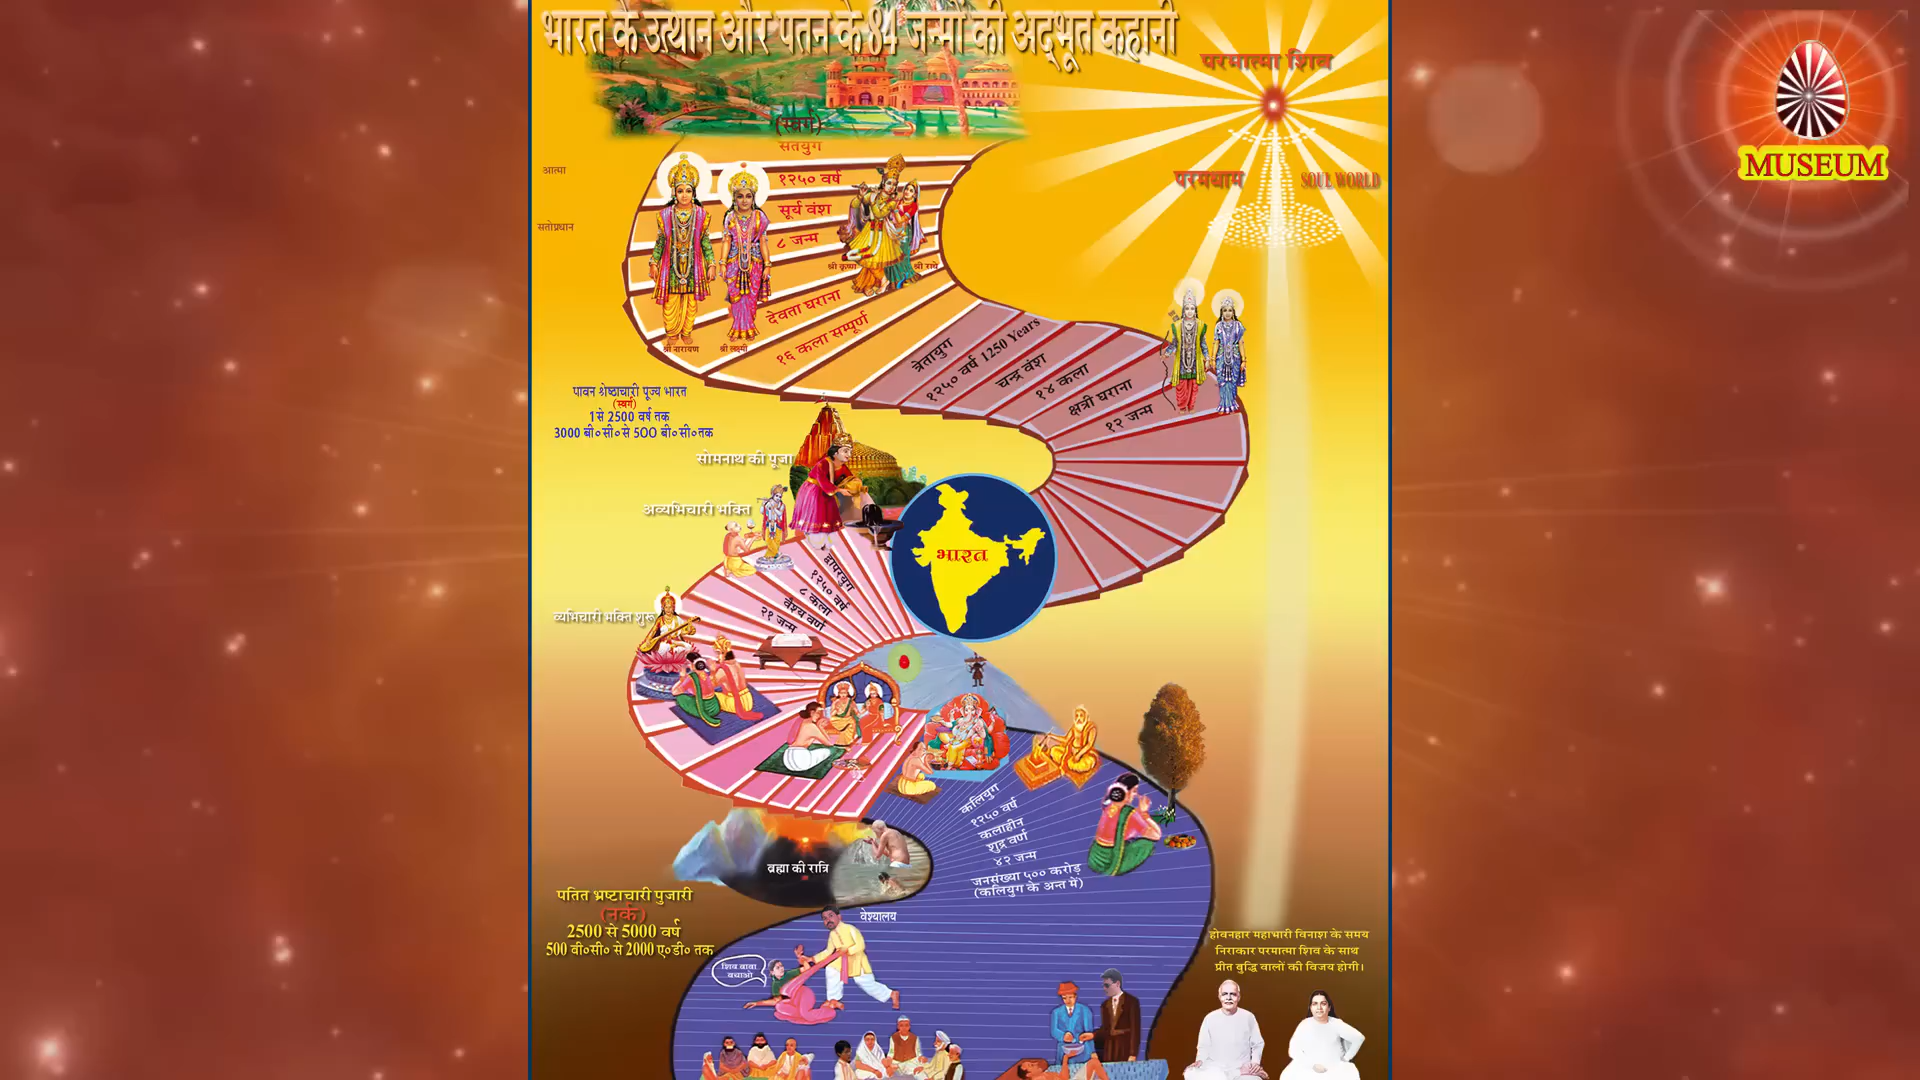 भारत के उत्थान और पतन के 84 जन्मों की अद्‌भूत कहानी
परमात्मा शिव
MUSEUM
(स्वर्ग)
सतयुग
आत्मा
१२५० वर्ष
परमधाम
SOUL WORLD
सूर्य वंश
सतोप्रधान
८ जन्म
श्री कृष्ण
श्री राधे
देवता घराना
१६ कला सम्पूर्ण
श्री नारायण
श्री लक्ष्मी
त्रेतायुग
१२५० वर्ष 1250 Years
चन्द्र वंश
१४ कला
क्षत्री घराना
१२ जन्म
पावन श्रेष्ठाचारी पूज्य भारत
(स्वर्ग)
1 से 2500 वर्ष तक
3000 बी०सी० से 500 बी०सी० तक
सोमनाथ की पूजा
अव्यभिचारी भक्ति
भारत
द्वापरयुग
१२५० वर्ष
८ कला
वैश्य वर्ण
२१ जन्म
व्यभिचारी भक्ति शुरू
कलियुग
१२५० वर्ष
कलाहीन
शुद्र वर्ण
४२ जन्म
जनसंख्या ५०० करोड़
(कलियुग के अन्त में)
ब्रह्मा की रात्रि
पतित भ्रष्टाचारी पुजारी
(नर्क)
2500 से 5000 वर्ष
500 बी०सी० से 2000 ए०डी० तक
वेश्यालय
शिव बाबा
बचाओ
होवनहार महाभारी विनाश के समय
निराकार परमात्मा शिव के साथ
प्रीत बुद्धि वालों की विजय होगी।